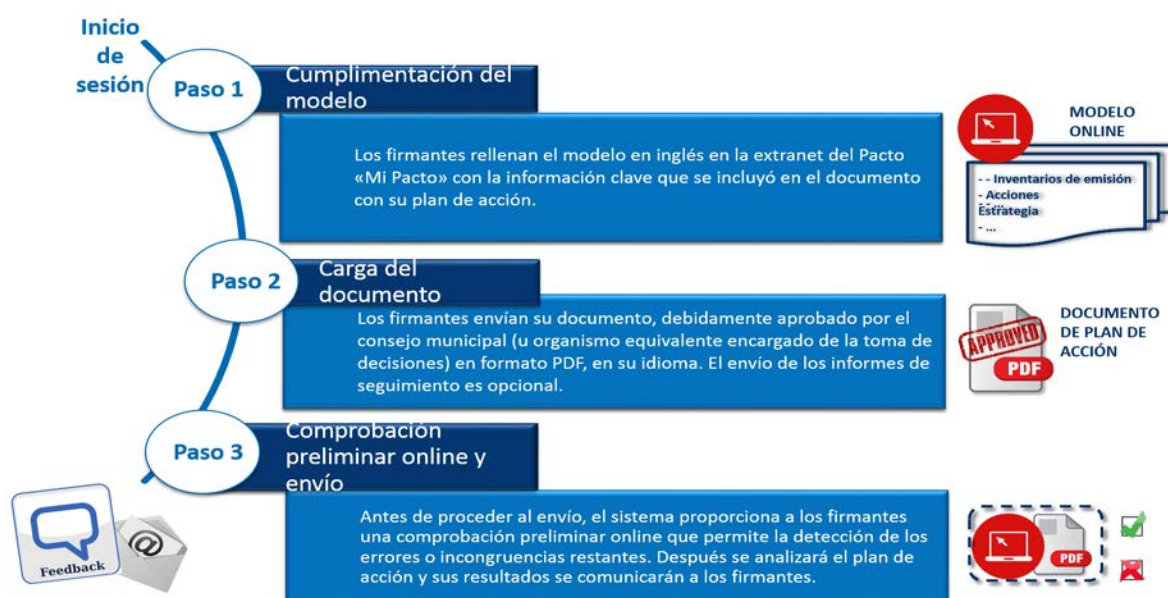 Inicio
de
sesión
Paso 1
Cumplimentación del
modelo
Los firmantes rellenan el modelo en inglés en la extranet del Pacto
«Mi Pacto» con la información clave que se incluyó en el documento
con su plan de acción.
MODELO
ONLINE
- - Inventarios de emisión
- Acciones
- - ...
Estrategia
- ...
Paso 2
Carga del
documento
Los firmantes envían su documento, debidamente aprobado por el
consejo municipal (u organismo equivalente encargado de la toma de
decisiones) en formato PDF, en su idioma. El envío de los informes de
seguimiento es opcional.
APPROVED
PDF
DOCUMENTO
DE PLAN DE
ACCIÓN
Paso 3
Comprobación
preliminar online y
envío
Antes de proceder al envío, el sistema proporciona a los firmantes
una comprobación preliminar online que permite la detección de los
errores o incongruencias restantes. Después se analizará el plan de
acción y sus resultados se comunicarán a los firmantes.
Feedback
@
PDF